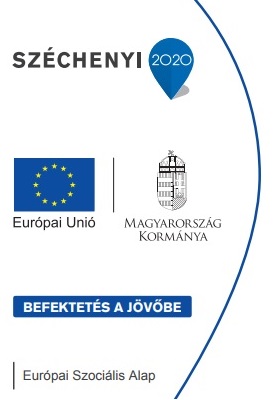 SZÉCHENYI 2020
Európai Unió
MAGYARORSZÁG
KORMÁNYA
BEFEKTETÉS A JÖVŐBE
Európai Szociális Alap